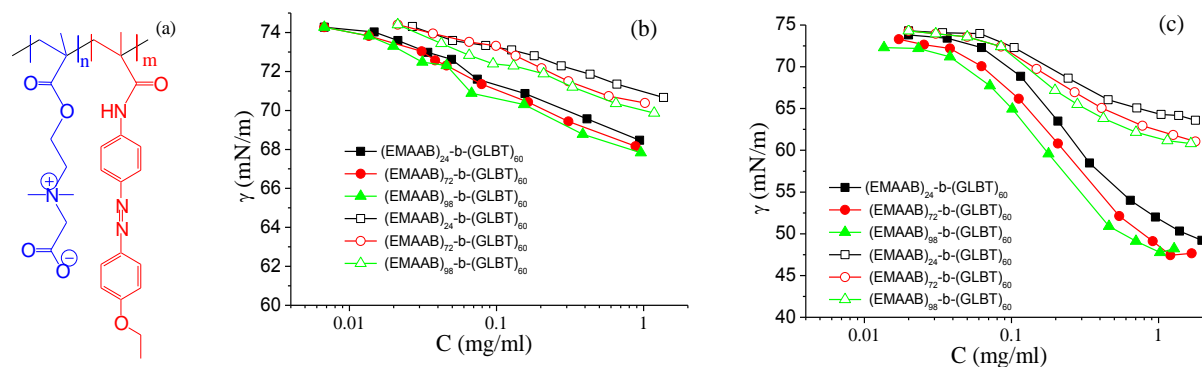 (a)
n
m
O
O
HN
O
N
+
N
N
O
O
−
O
(b)
γ (mN/m)
74
72
70
68
66
64
62
60
(EMAAB)24-b-(GLBT)60
(EMAAB)72-b-(GLBT)60
(EMAAB)98-b-(GLBT)60
(EMAAB)24-b-(GLBT)60
(EMAAB)72-b-(GLBT)60
(EMAAB)98-b-(GLBT)60
0.01 0.1 1
C (mg/ml)
(c)
γ (mN/m)
75
70
65
60
55
50
45
40
(EMAAB)24-b-(GLBT)60
(EMAAB)72-b-(GLBT)60
(EMAAB)98-b-(GLBT)60
(EMAAB)24-b-(GLBT)60
(EMAAB)72-b-(GLBT)60
(EMAAB)98-b-(GLBT)60
0.01 0.1 1
C (mg/ml)